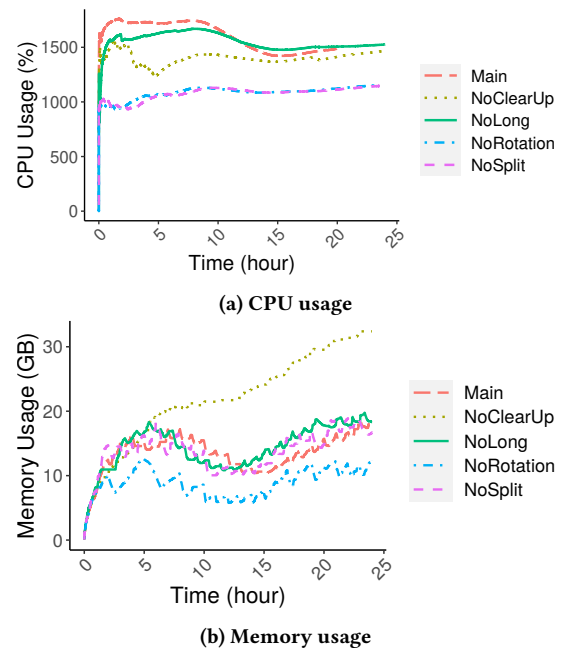 CPU Usage (%)
1500
1000
500
0
0 5 10 15 20 25
Time (hour)
Main
NoClearUp
NoLong
NoRotation
NoSplit
(a) CPU usage
Memory Usage (GB)
30
20
10
0
0 5 10 15 20 25
Time (hour)
Main
NoClearUp
NoLong
NoRotation
NoSplit
(b) Memory usage